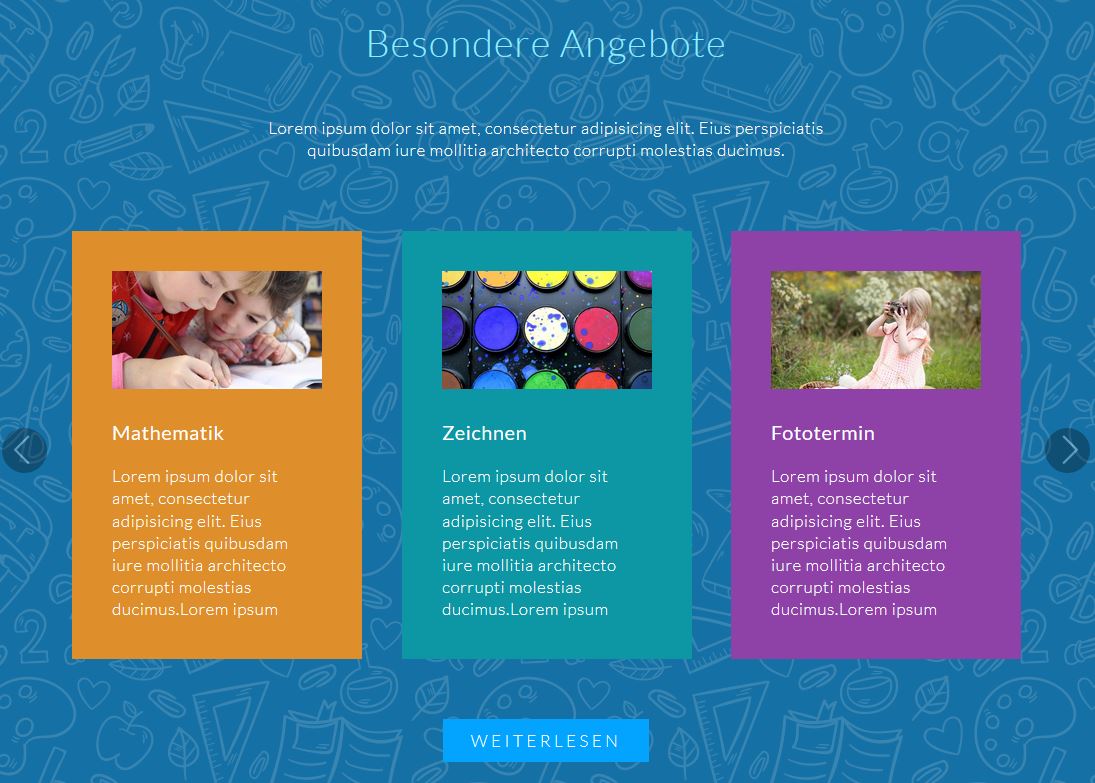 Besondere Angebote
Lorem ipsum dolor sit amet, consectetur adipisicing elit. Eius perspiciatis
quibusdam iure mollitia architecto corrupti molestias ducimus.
Mathematik
Lorem ipsum dolor sit
amet, consectetur
adipisicing elit. Eius
perspiciatis quibusdam
iure mollitia architecto
corrupti molestias
ducimus.Lorem ipsum
Zeichnen
Lorem ipsum dolor sit
amet, consectetur
adipisicing elit. Eius
perspiciatis quibusdam
iure mollitia architecto
corrupti molestias
ducimus.Lorem ipsum
Fototermin
Lorem ipsum dolor sit
amet, consectetur
adipisicing elit. Eius
perspiciatis quibusdam
iure mollitia architecto
corrupti molestias
ducimus.Lorem ipsum
WEITERLESEN